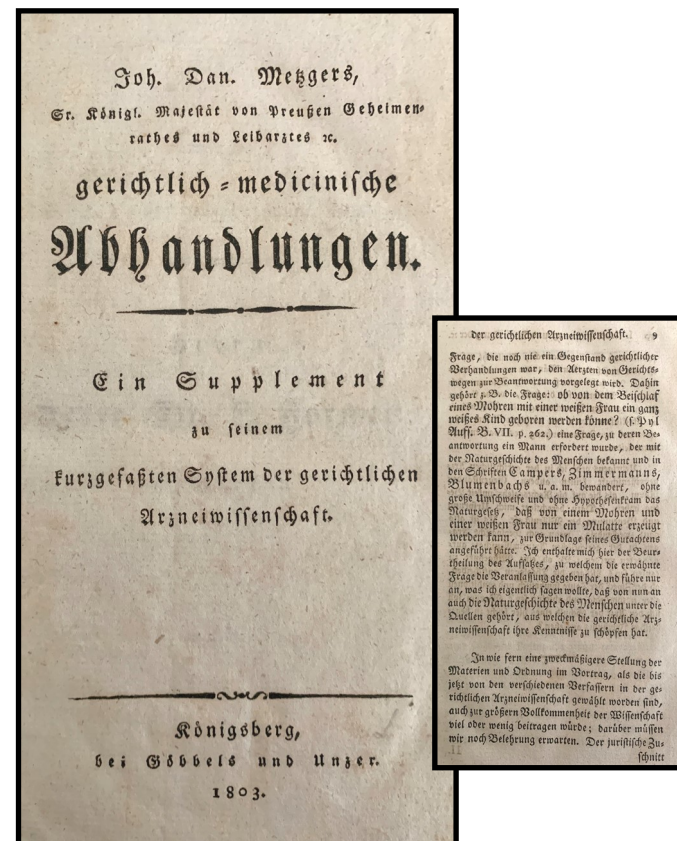 Joh. Dan. Metzgers,
Sr. Königl. Majestät von Preußen Geheimen-
rathes und Leibarztes ꝛc.
gerichtlich-medicinische
Abhandlungen.
Ein Supplement
zu seinem
kurzgefaßten System der gerichtlichen
Arzneiwissenschaft.
Königsberg,
bei Göbbels und Unzer.
1803.
der gerichtlichen Arzneiwissenschaft. 9
Frage, die noch nie ein Gegenstand gerichtlicher
Verhandlungen war, den Aerzten von Gerichts-
wegen zur Beantwortung vorgelegt wird. Dahin
gehört z. B. die Frage: ob von dem Beischlaf
eines Mohren mit einer weißen Frau ein ganz
weißes Kind geboren werden könne? (s. Pyl
Auff. B. VII. p. 262.) eine Frage, zu deren Be-
antwortung ein Mann erfordert wurde, der mit
der Naturgeschichte des Menschen bekannt und in
den Schriften Campers, Zimmermanns,
Blumenbachs u. a. m. bewandert, ohne
große Umschweife und ohne Hypothesenkram das
Naturgesetz, daß von einem Mohren und
einer weißen Frau nur ein Mulatte erzeugt
werden kann, zur Grundlage seines Gutachtens
angeführt hätte. Ich enthalte mich hier der Beur-
theilung des Aufsatzes, zu welchem die erwähnte
Frage die Veranlassung gegeben hat, und führe nur
an, was ich eigentlich sagen wollte, daß von nun an
auch die Naturgeschichte des Menschen unter die
Quellen gehört, aus welchen die gerichtliche Arz-
neiwissenschaft ihre Kenntnisse zu schöpfen hat.
In wie fern eine zweckmäßigere Stellung der
Materien und Ordnung im Vortrag, als die bis
jetzt von den verschiedenen Verfassern in der ge-
richtlichen Arzneiwissenschaft gewählt worden sind,
auch zur größern Vollkommenheit der Wissenschaft
viel oder wenig beitragen würde; darüber müssen
wir noch Belehrung erwarten. Der juristische Zu-
schnitt